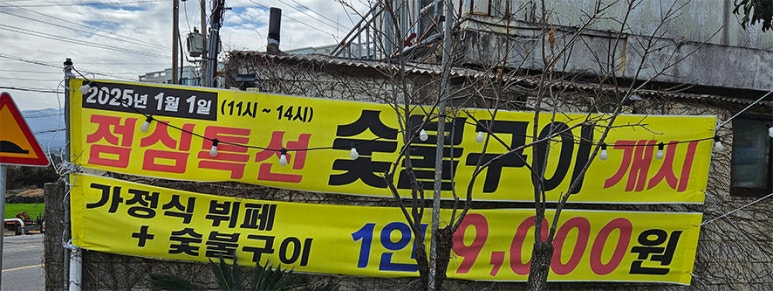 2025년 1월 1일 (11시 ~ 14시)
점심특선 숯불구이 개시
가정식 뷔페
+ 숯불구이 1인 9,000원